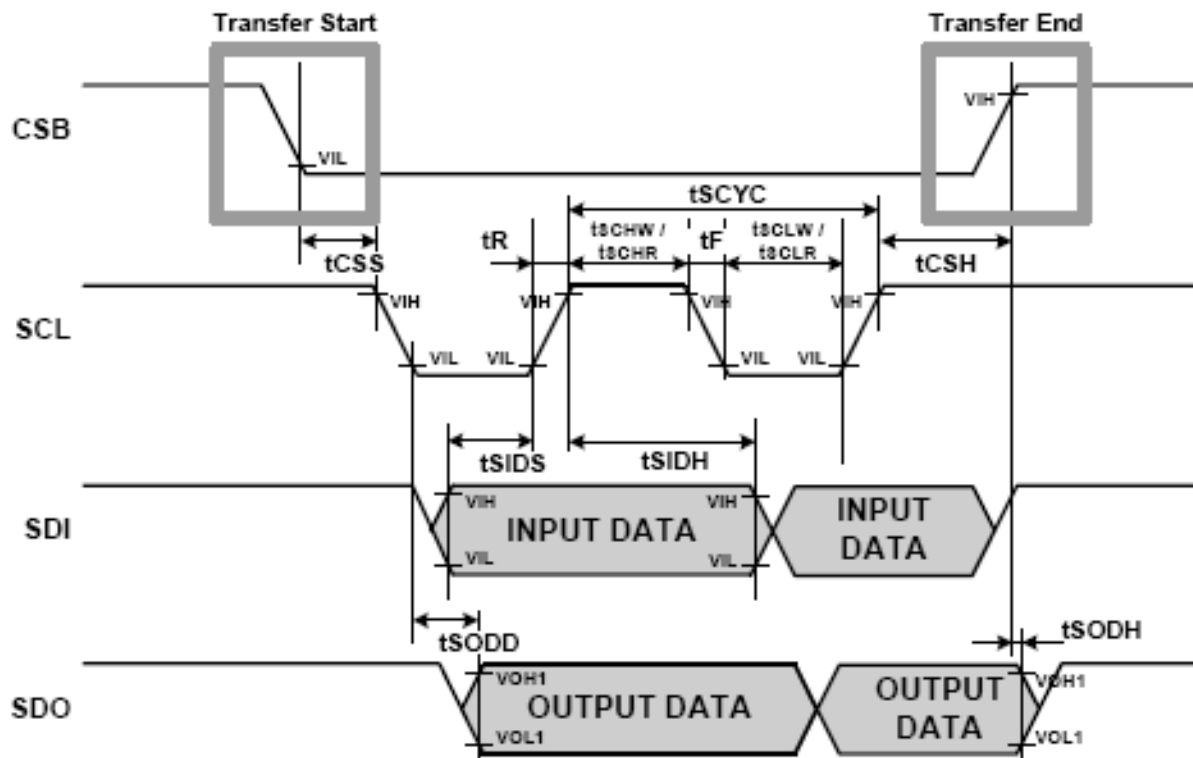 Transfer Start
Transfer End
CSB
VIL
VIH
tSCYC
tCSS
tR
tSCHW /
tSCHR
tF
tSCLW /
tSCLR
tCSH
SCL
VIH
VIH
VIH
VIH
VIL
VIL
VIL
VIL
tSIDS
tSIDH
SDI
VIH
VIL
INPUT DATA
VIH
VIL
INPUT
DATA
tSODD
tSODH
SDO
VOH1
VOL1
OUTPUT DATA
OUTPUT
DATA
VOH1
VOL1